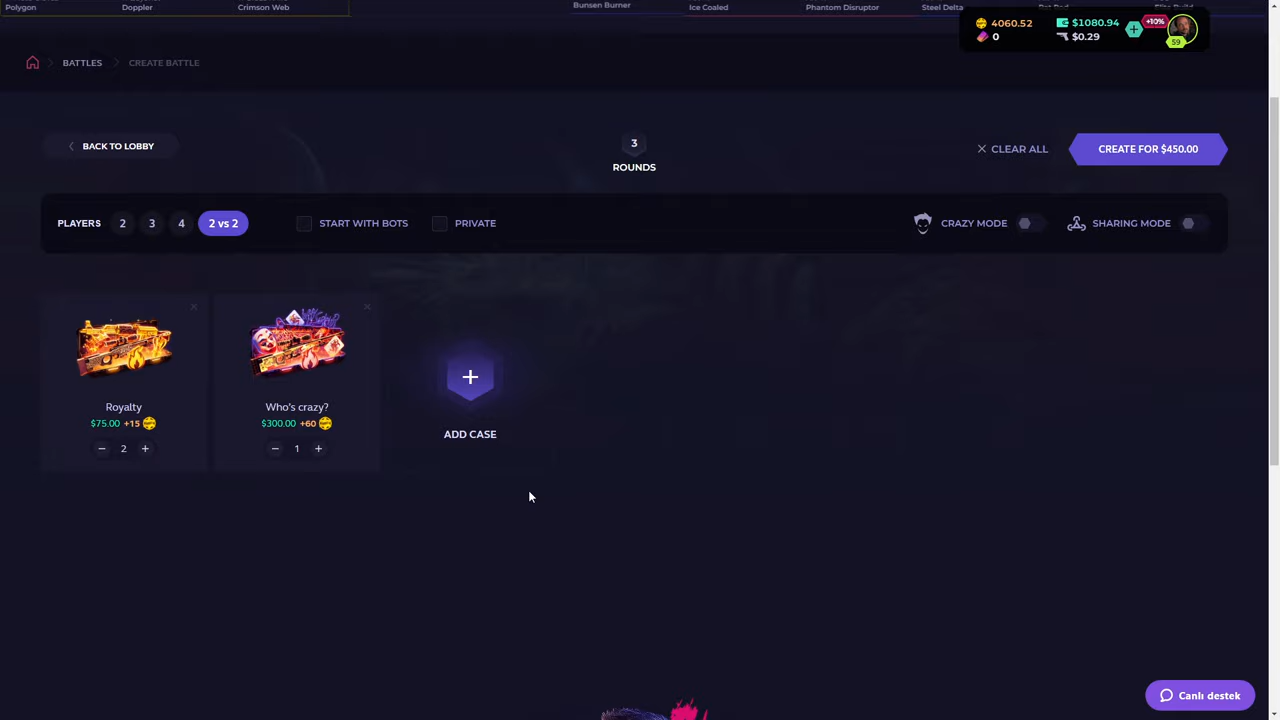 Polygon
Doppler
Crimson Web
Bunsen Burner
Ice Coaled
Phantom Disruptor
Steel Delta
4060.52
$1080.94
+10%
0
$0.29
59
BATTLES
CREATE BATTLE
BACK TO LOBBY
3
ROUNDS
CLEAR ALL
CREATE FOR $450.00
PLAYERS
2
3
4
2 vs 2
START WITH BOTS
PRIVATE
CRAZY MODE
SHARING MODE
Royalty
$75.00 +15
2
Who's crazy?
$300.00 +60
1
ADD CASE
Canlı destek